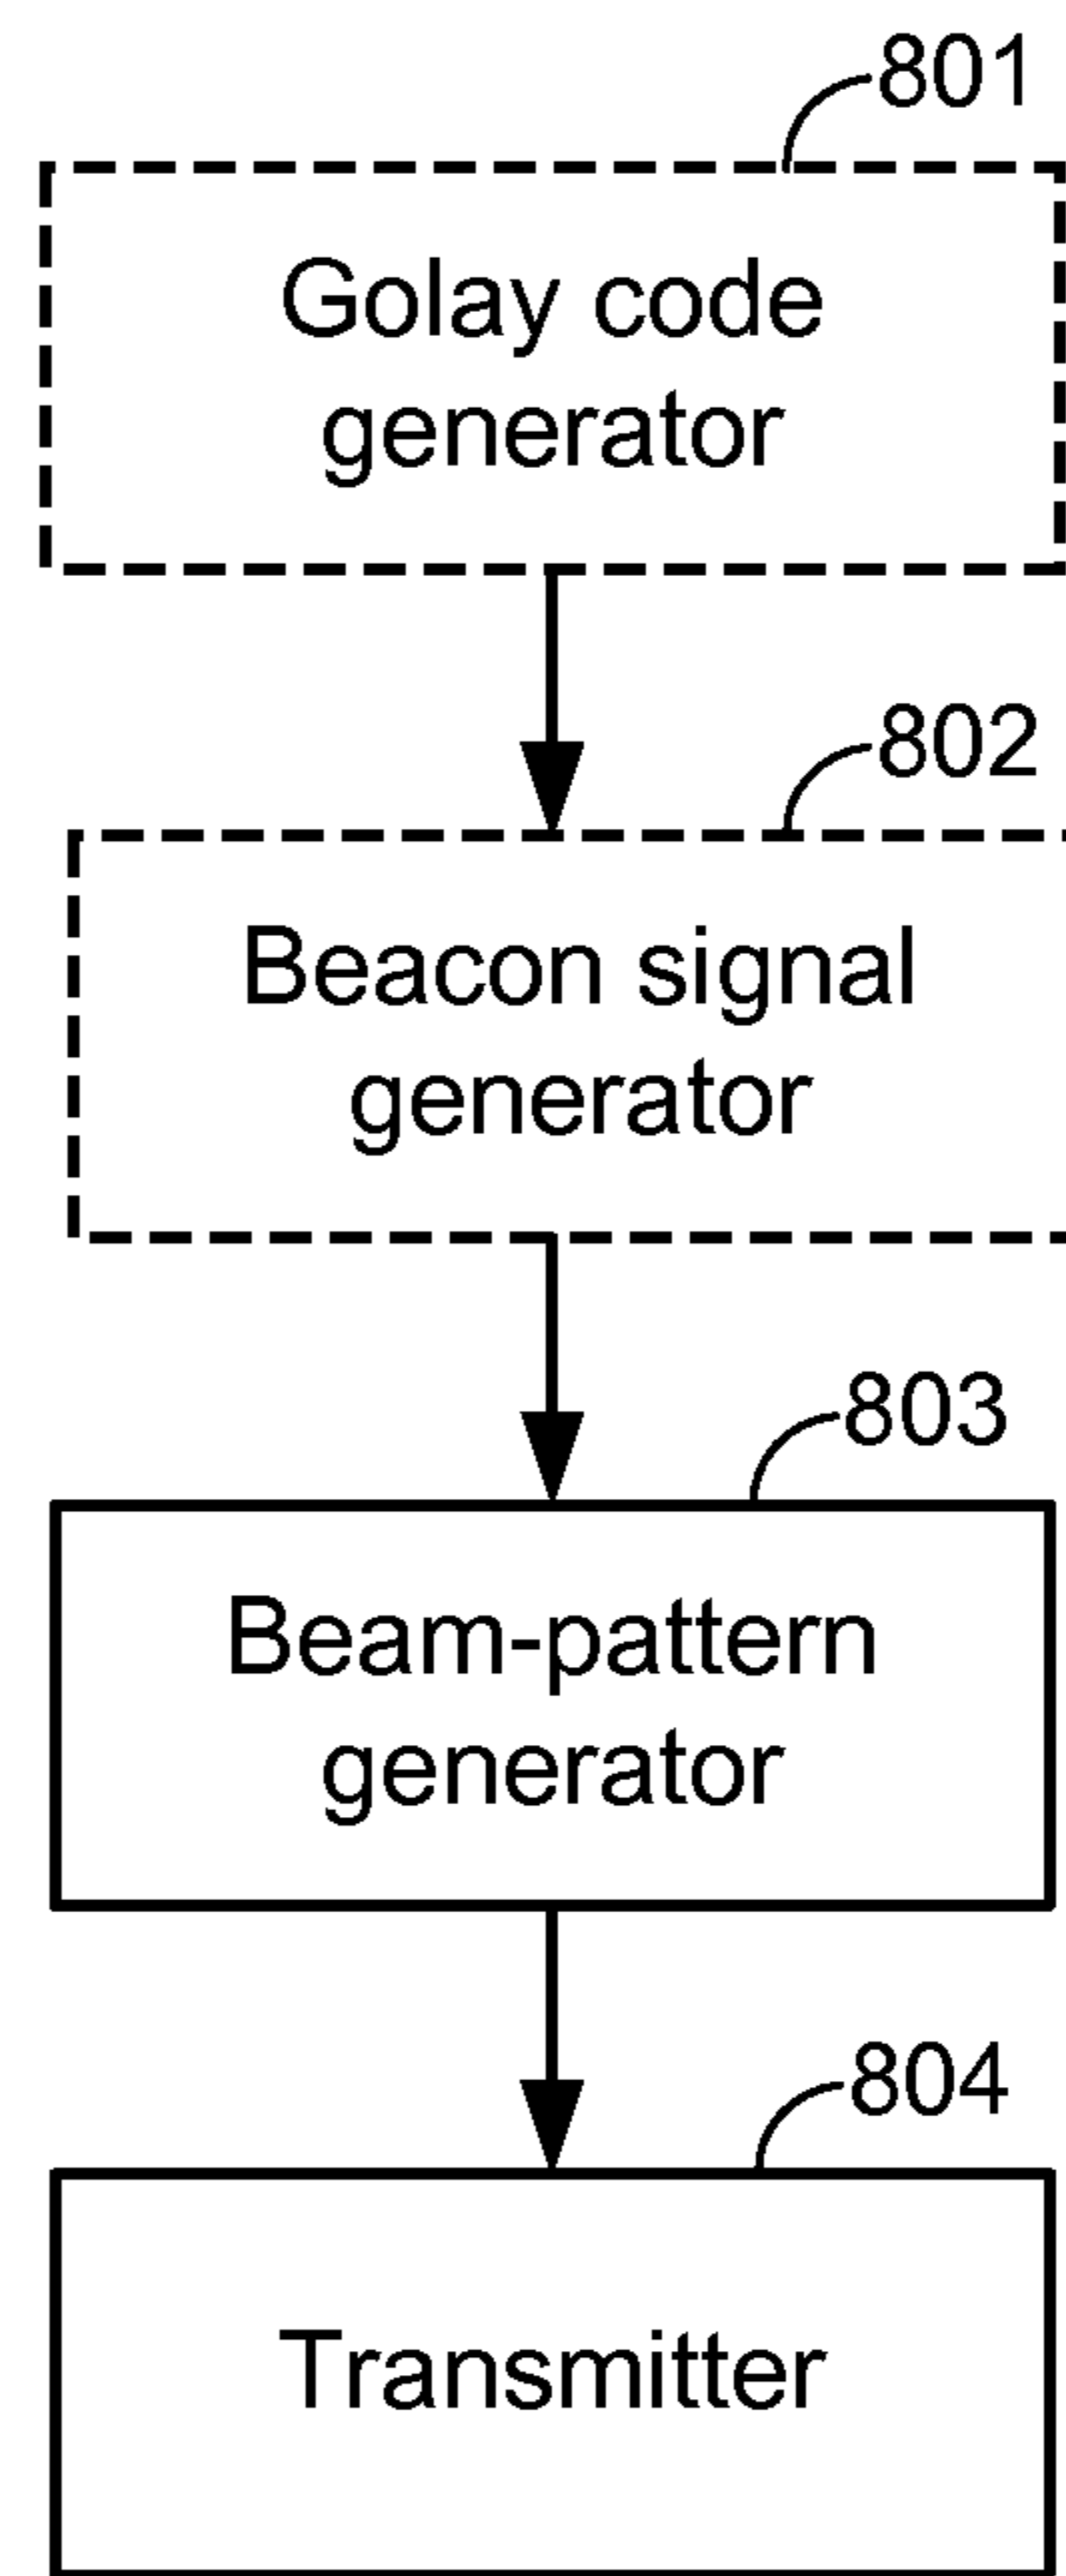 801
Golay code
generator
802
Beacon signal
generator
803
Beam-pattern
generator
804
Transmitter